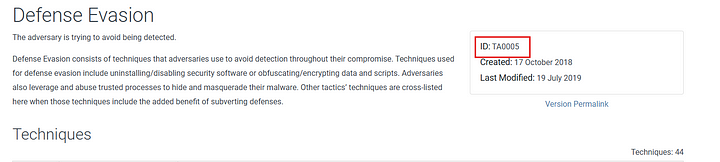 Defense Evasion
The adversary is trying to avoid being detected.
Defense Evasion consists of techniques that adversaries use to avoid detection throughout their compromise. Techniques used
for defense evasion include uninstalling/disabling security software or obfuscating/encrypting data and scripts. Adversaries
also leverage and abuse trusted processes to hide and masquerade their malware. Other tactics' techniques are cross-listed
here when those techniques include the added benefit of subverting defenses.
ID: TA0005
Created: 17 October 2018
Last Modified: 19 July 2019
Version Permalink
Techniques
Techniques: 44